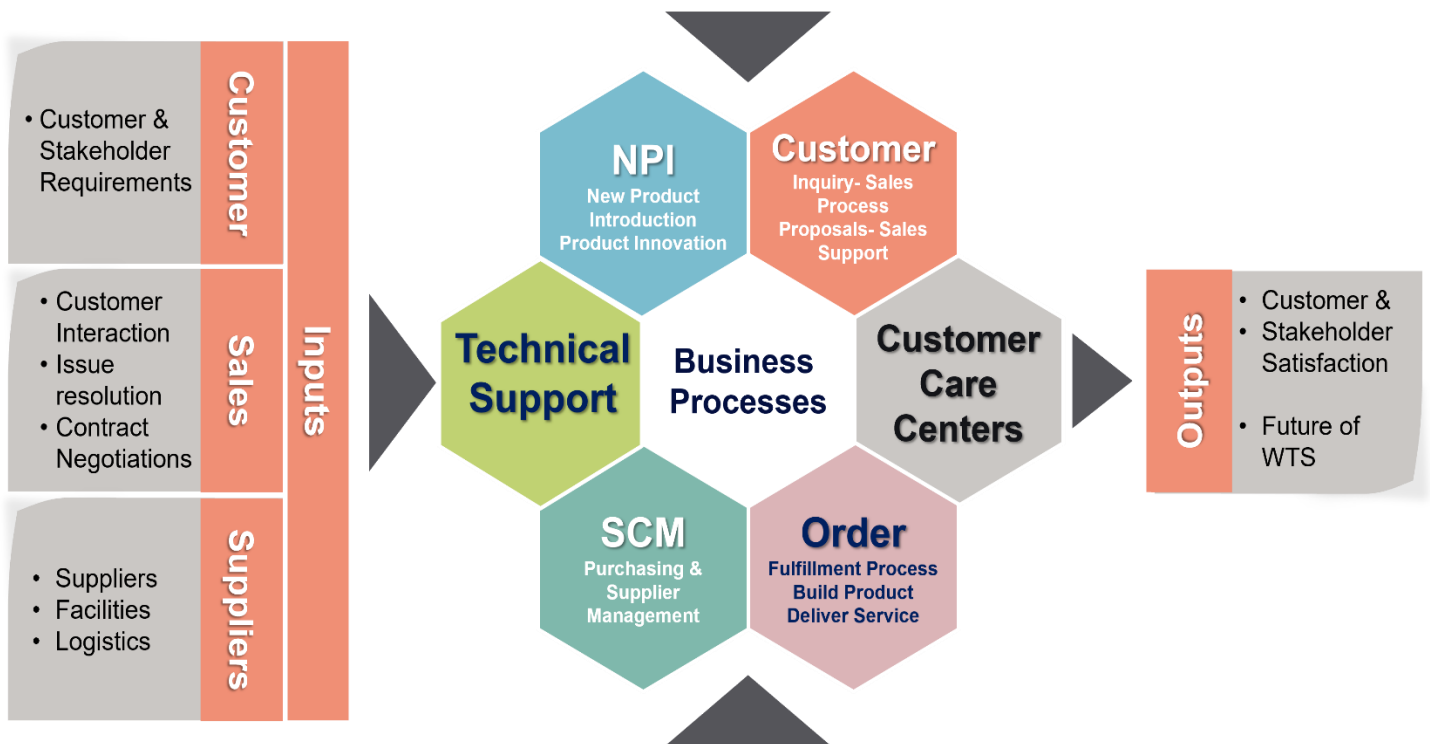 Customer
• Customer &
Stakeholder
Requirements
Sales
• Customer
Interaction
• Issue
resolution
• Contract
Negotiations
Suppliers
• Suppliers
• Facilities
• Logistics
Inputs
NPI
New Product
Introduction
Product Innovation
Customer
Inquiry- Sales
Process
Proposals- Sales
Support
Technical
Support
Business
Processes
Customer
Care
Centers
SCM
Purchasing &
Supplier
Management
Order
Fulfillment Process
Build Product
Deliver Service
Outputs
• Customer &
• Stakeholder
Satisfaction
• Future of
WTS